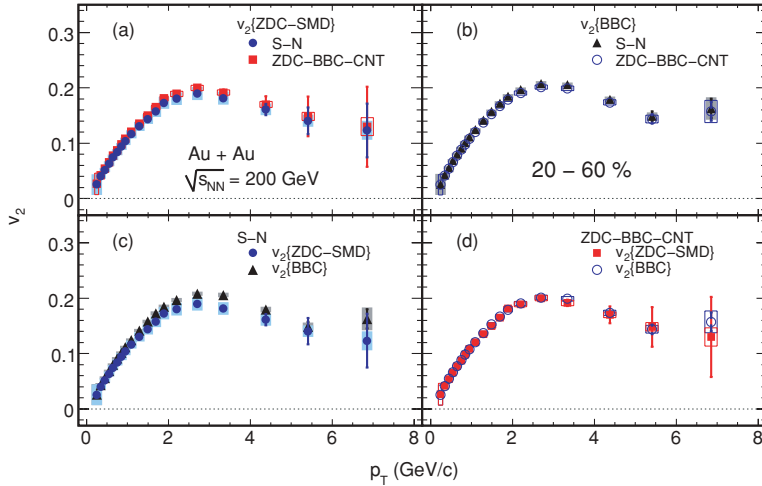 (a)
v₂{ZDC−SMD}
S−N
ZDC−BBC−CNT
Au + Au
√s_NN = 200 GeV
(b)
v₂{BBC}
S−N
ZDC−BBC−CNT
20 − 60 %
0.3
0.2
0.1
0
(c)
S−N
v₂{ZDC−SMD}
v₂{BBC}
(d)
ZDC−BBC−CNT
v₂{ZDC−SMD}
v₂{BBC}
0.3
0.2
0.1
0
v₂
0 2 4 6 8
0 2 4 6 8
p_T (GeV/c)